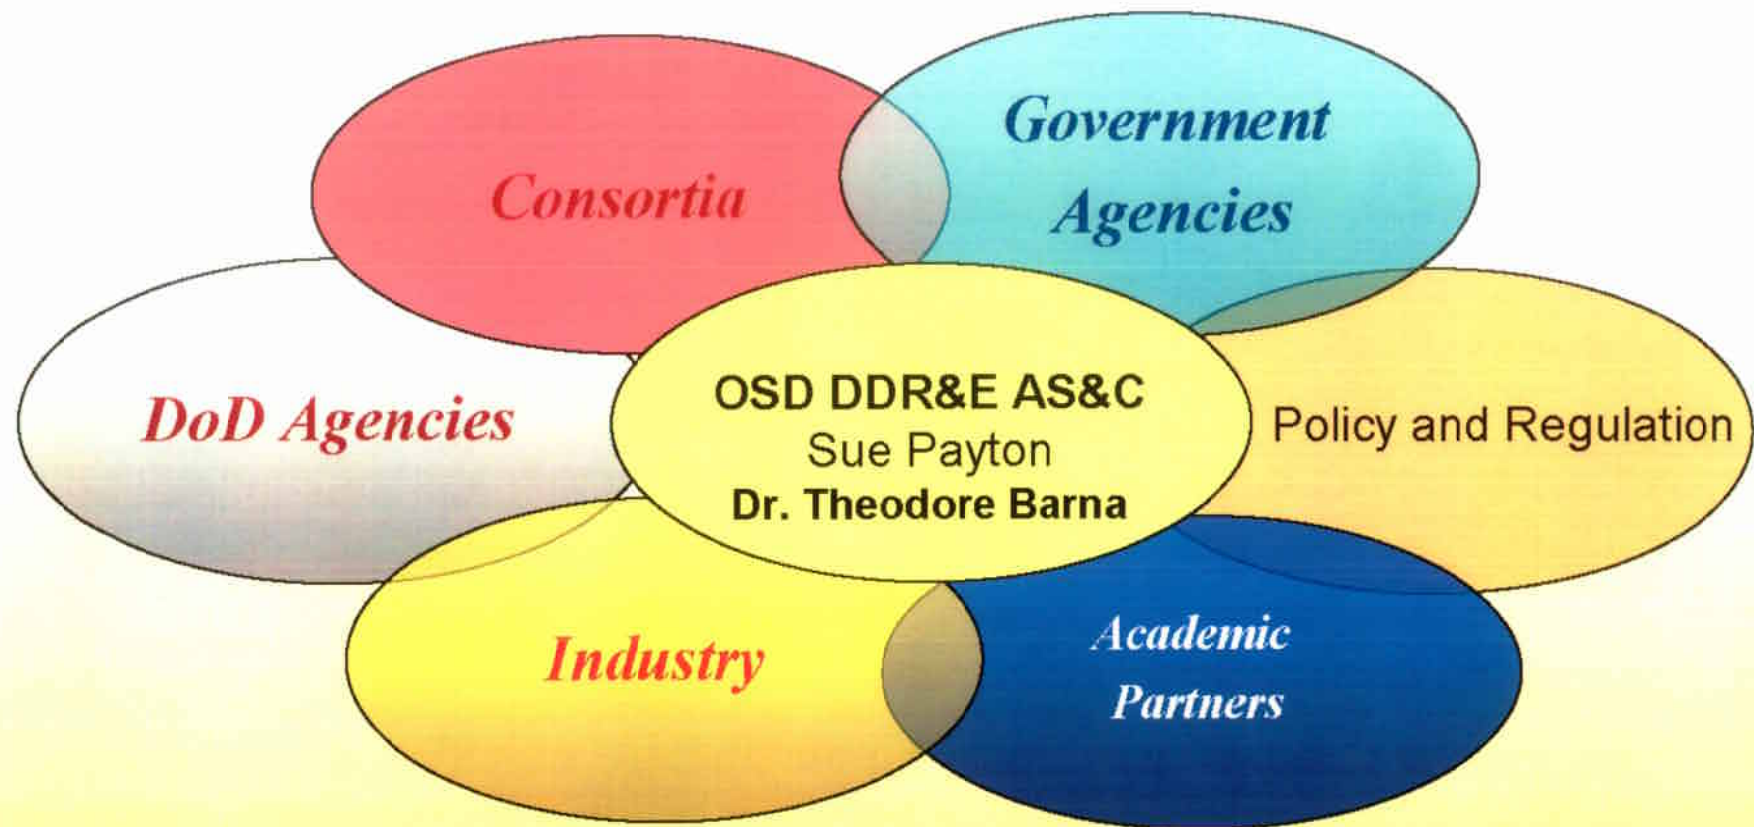 Consortia
Government
Agencies
DoD Agencies
OSD DDR&E AS&C
Sue Payton
Dr. Theodore Barna
Policy and Regulation
Industry
Academic
Partners